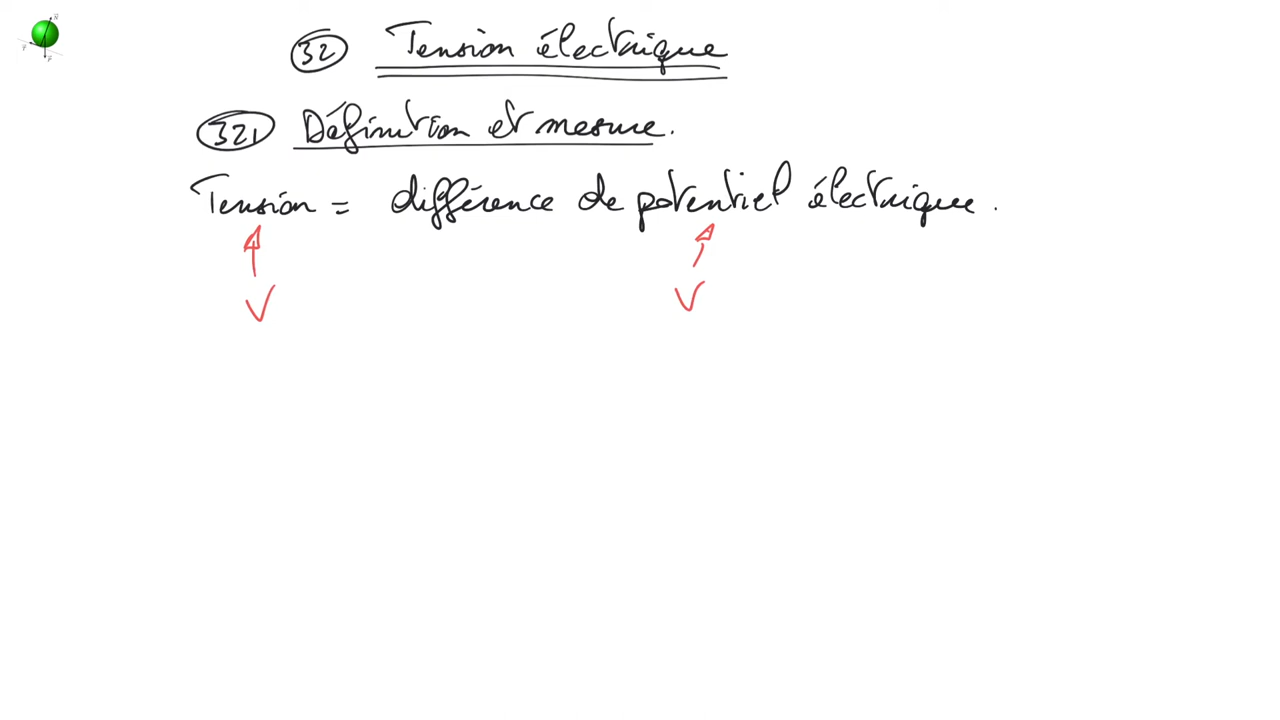 32 Tension électrique
321 Définition et mesure.
Tension = différence de potentiel électrique.
V V